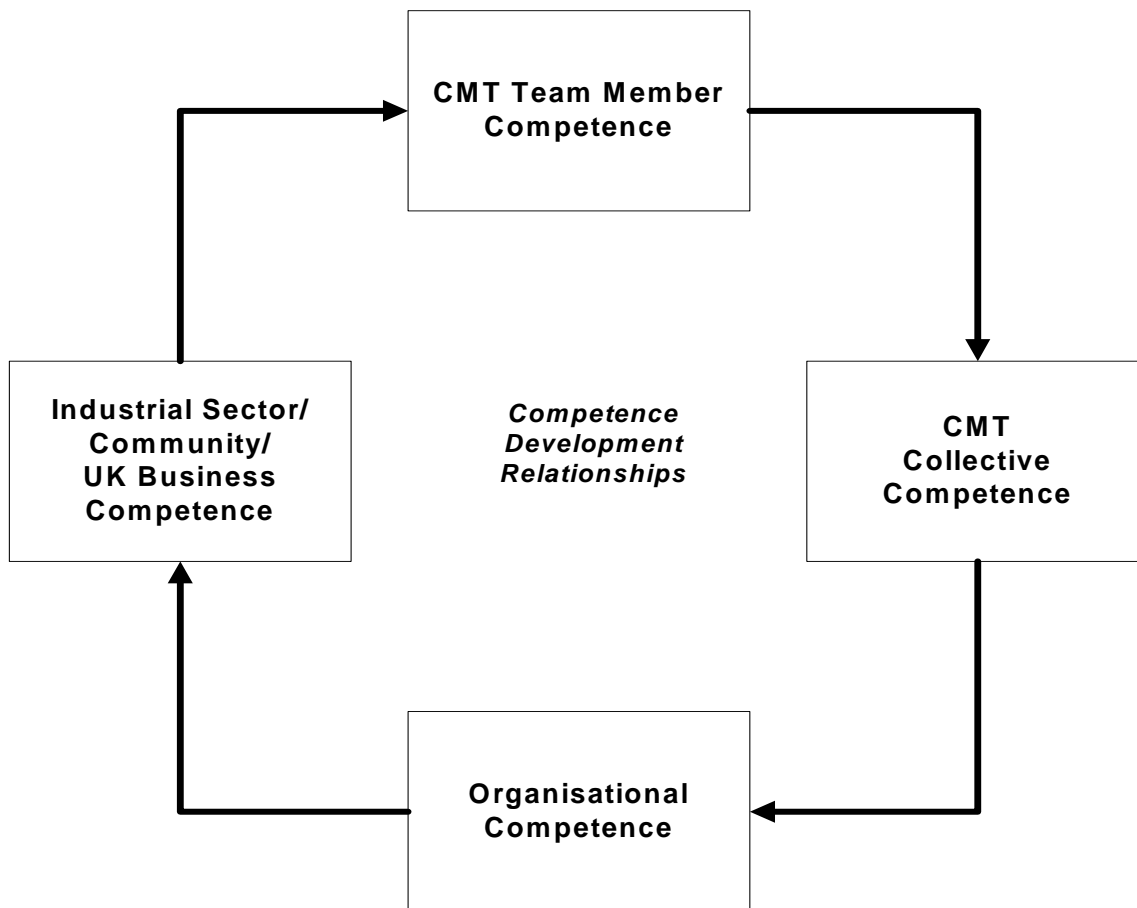 CMT Team Member
Competence
Industrial Sector/
Community/
UK Business
Competence
Competence
Development
Relationships
CMT
Collective
Competence
Organisational
Competence